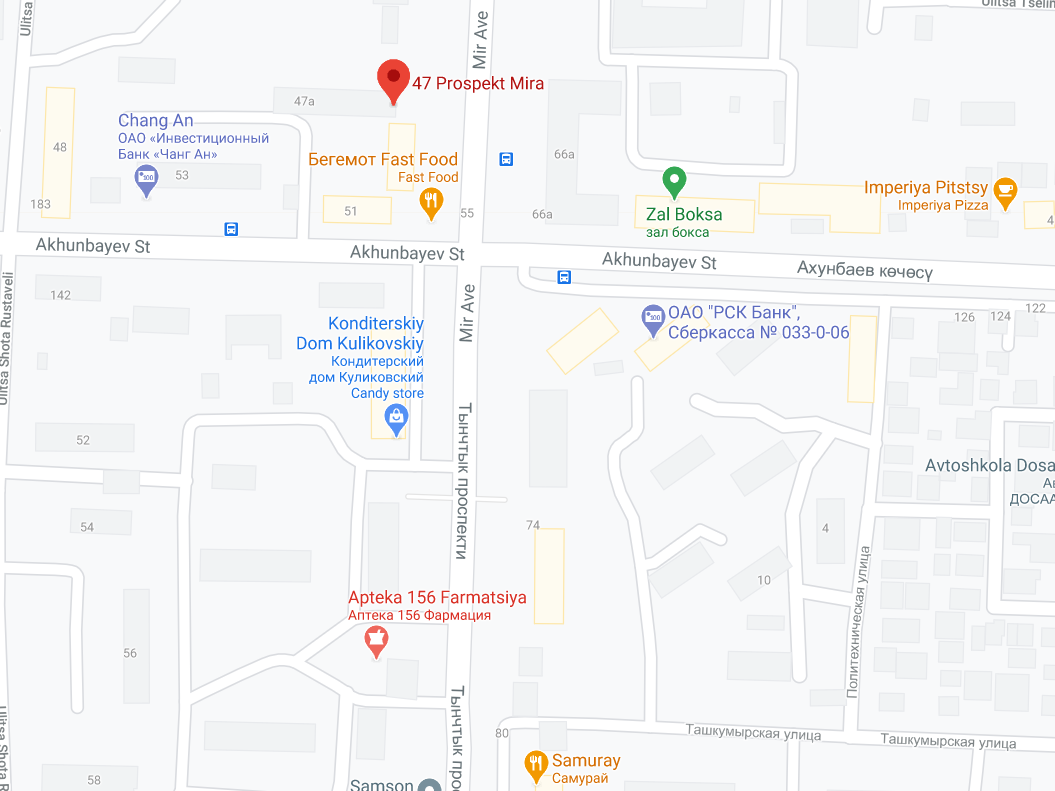 Ulitsa
Mir Ave
Ulitsa Tselin
47 Prospekt Mira
47a
Chang An
ОАО «Инвестиционный
Банк «Чанг Ан»
48
53
66a
Бегемот Fast Food
Fast Food
183
51
55
66a
Zal Boksa
зал бокса
Imperiya Pitstsy
Imperiya Pizza
4
Akhunbayev St
Akhunbayev St
Akhunbayev St
Ахунбаев көчөсү
Ulitsa Shota Rustaveli
142
Mir Ave
Konditerskiy
Dom Kulikovskiy
Кондитерский
дом Куликовский
Candy store
ОАО "РСК Банк",
Сберкасса № 033-0-06
126
124
122
52
Тынчтык проспекти
Avtoshkola Dosa
Ав
ДОСАА
54
74
4
10
Политехническая улица
Apteka 156 Farmatsiya
Аптека 156 Фармация
56
Ulitsa Shota R
Тынчтык прос
80
Ташкумырская улица
Ташкумырская улица
Samuray
Самурай
58
Samson